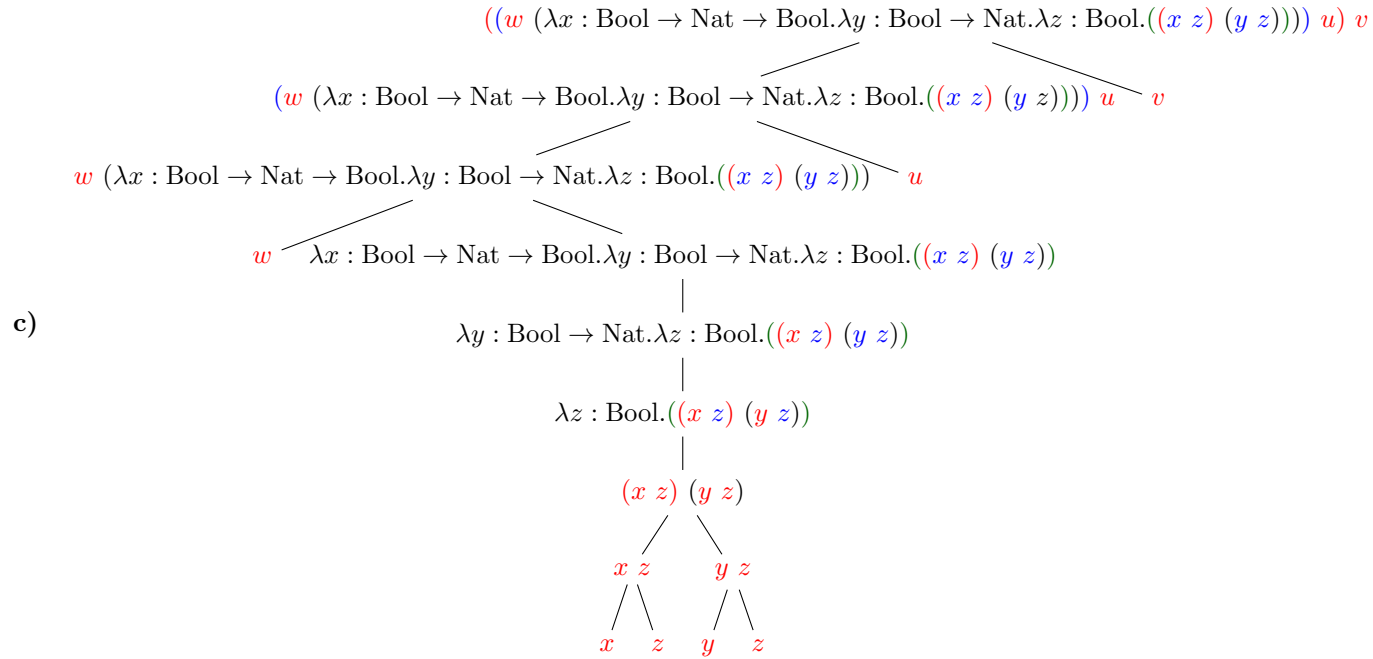 ((w (λx : Bool → Nat → Bool.λy : Bool → Nat.λz : Bool.((x z) (y z)))) u) v
(w (λx : Bool → Nat → Bool.λy : Bool → Nat.λz : Bool.((x z) (y z)))) u v
w (λx : Bool → Nat → Bool.λy : Bool → Nat.λz : Bool.((x z) (y z))) u
w λx : Bool → Nat → Bool.λy : Bool → Nat.λz : Bool.((x z) (y z))
c)
λy : Bool → Nat.λz : Bool.((x z) (y z))
λz : Bool.((x z) (y z))
(x z) (y z)
x z y z
x z y z